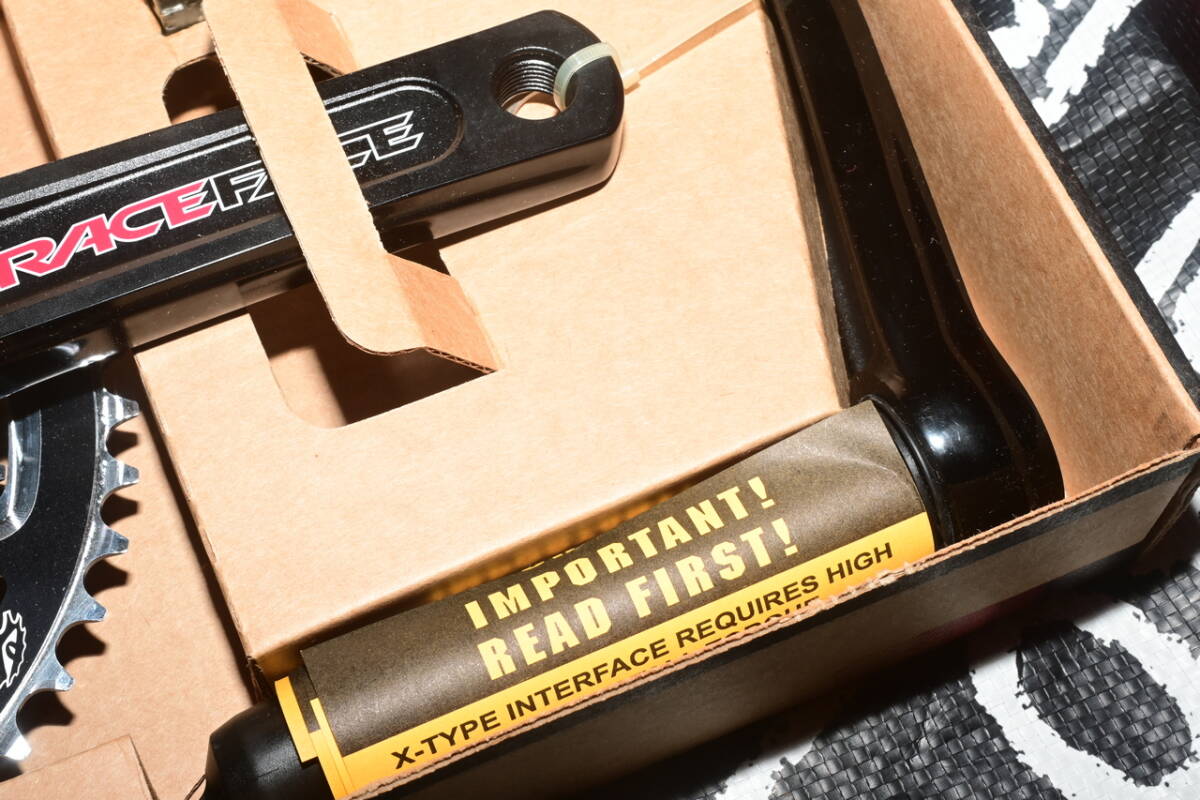 RACEFACE
IMPORTANT!
READ FIRST!
X-TYPE INTERFACE REQUIRES HIGH